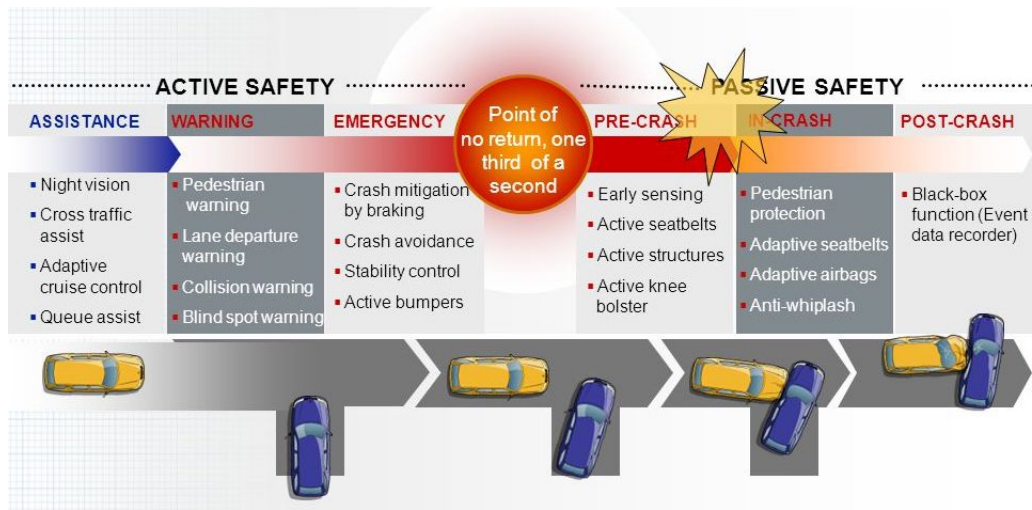 ACTIVE SAFETY
PASSIVE SAFETY
ASSISTANCE
WARNING
EMERGENCY
Point of
no return, one
third of a
second
PRE-CRASH
IN-CRASH
POST-CRASH
Night vision
Cross traffic
assist
Adaptive
cruise control
Queue assist
Pedestrian
warning
Lane departure
warning
Collision warning
Blind spot warning
Crash mitigation
by braking
Crash avoidance
Stability control
Active bumpers
Early sensing
Active seatbelts
Active structures
Active knee
bolster
Pedestrian
protection
Adaptive seatbelts
Adaptive airbags
Anti-whiplash
Black-box
function (Event
data recorder)